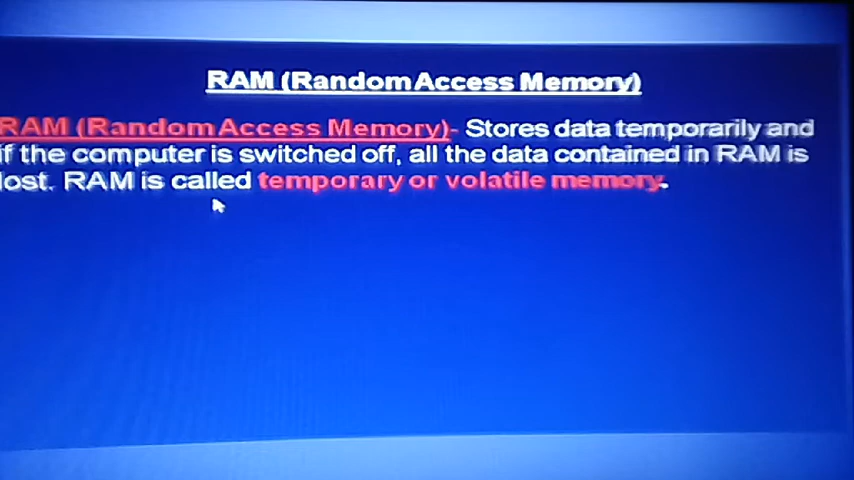 RAM (Random Access Memory)
RAM (Random Access Memory)- Stores data temporarily and
if the computer is switched off, all the data contained in RAM is
lost. RAM is called temporary or volatile memory.